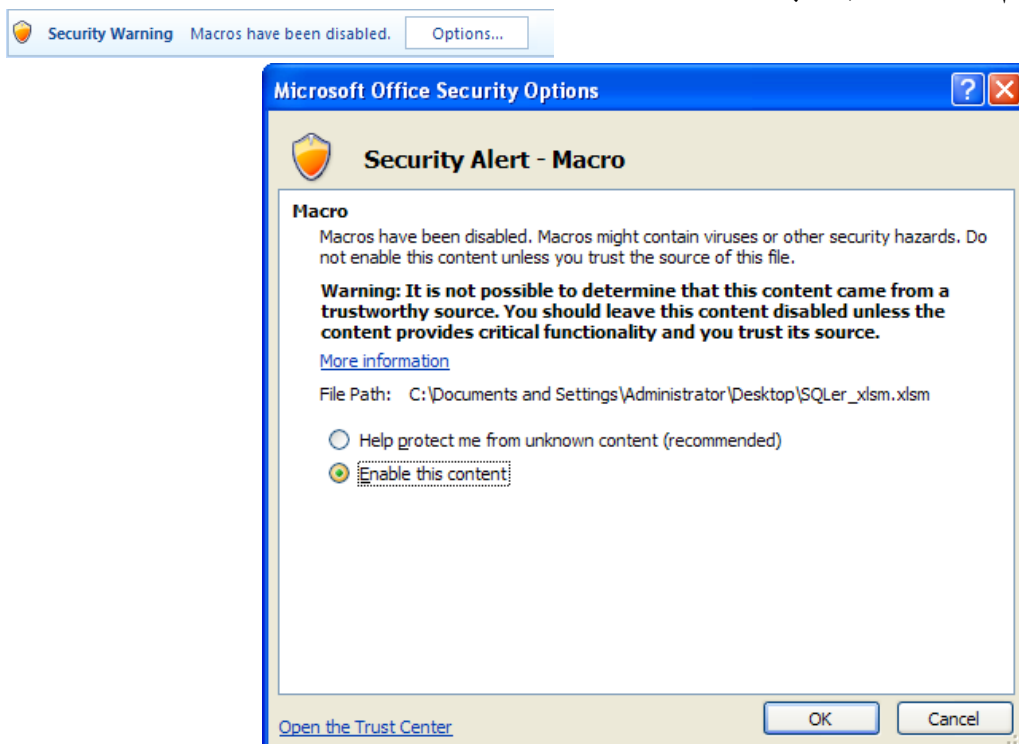 Security Warning Macros have been disabled. Options...
Microsoft Office Security Options
Security Alert - Macro
Macro
Macros have been disabled. Macros might contain viruses or other security hazards. Do
not enable this content unless you trust the source of this file.
Warning: It is not possible to determine that this content came from a
trustworthy source. You should leave this content disabled unless the
content provides critical functionality and you trust its source.
More information
File Path: C:\Documents and Settings\Administrator\Desktop\SQLer_xlsm.xlsm
Help protect me from unknown content (recommended)
Enable this content
Open the Trust Center OK Cancel